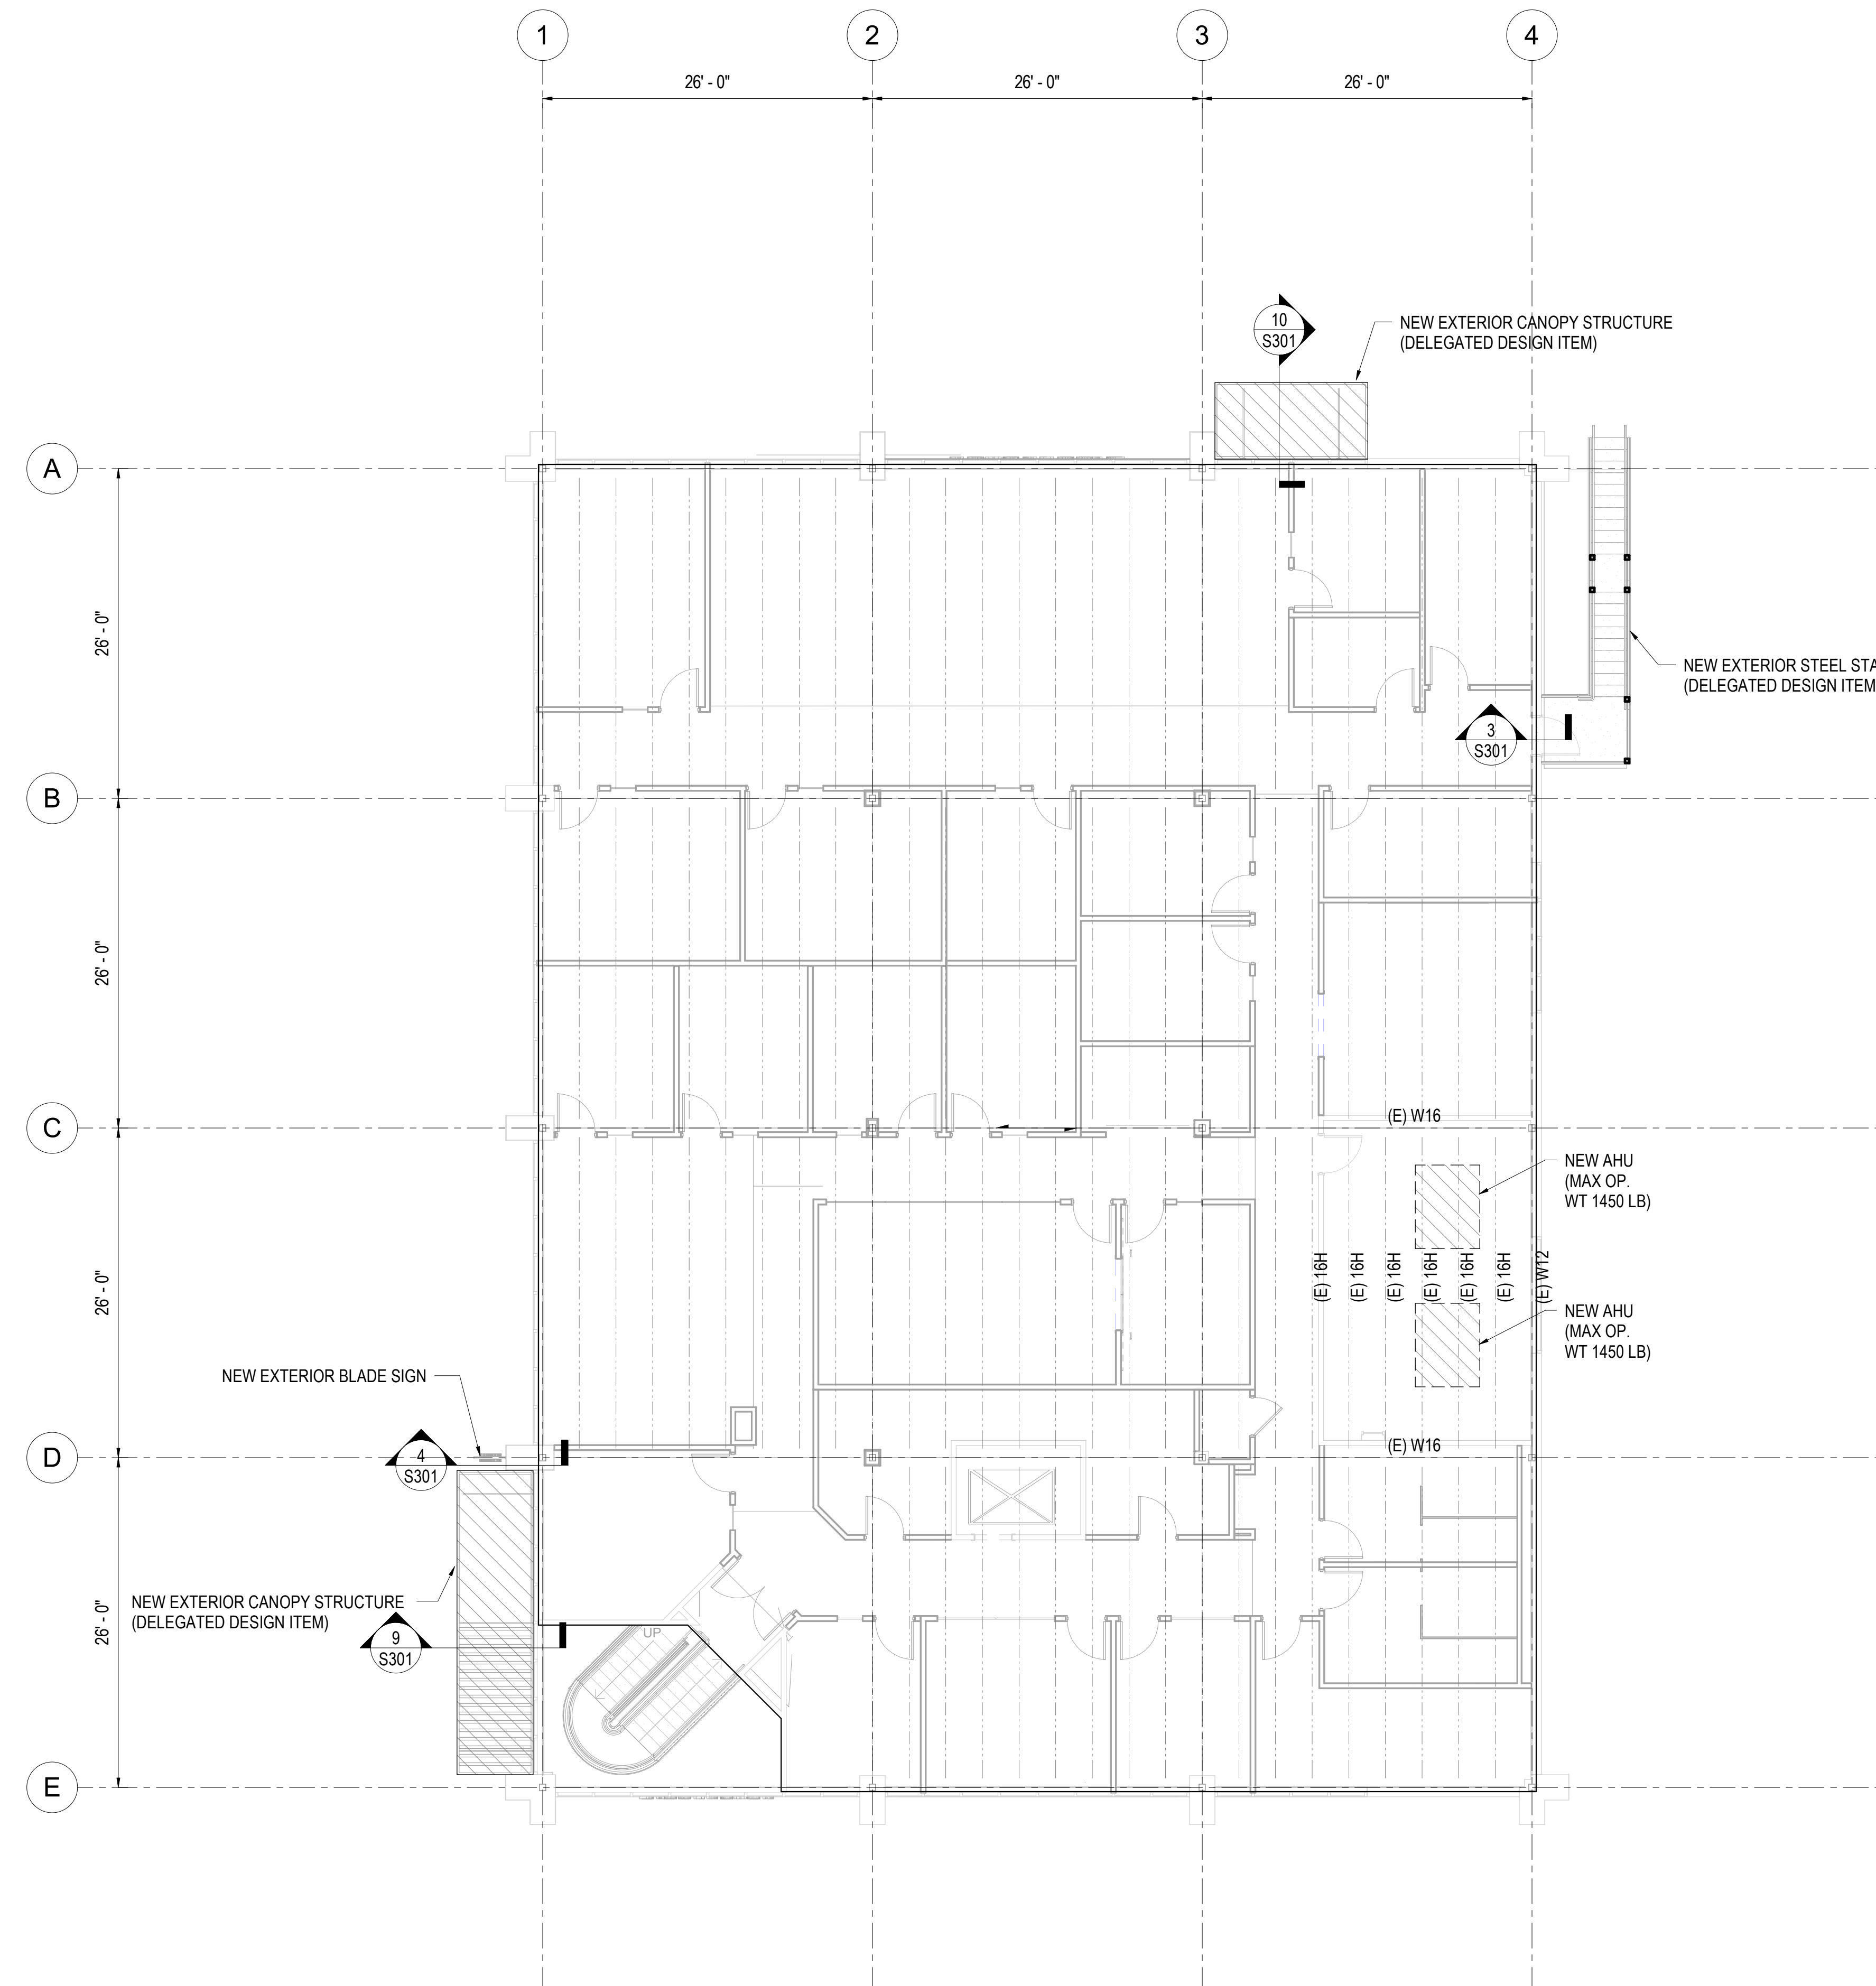 1
2
3
4
26' - 0"
26' - 0"
26' - 0"
10
S301
NEW EXTERIOR CANOPY STRUCTURE
(DELEGATED DESIGN ITEM)
A
26' - 0"
NEW EXTERIOR STEEL
(DELEGATED DESIGN ITEM
3
S301
B
26' - 0"
C
(E) W16
NEW AHU
(MAX OP.
WT 1450 LB)
26' - 0"
(E) 16H
(E) 16H
(E) 16H
(E) 16H
(E) 16H
(E) 16H
(E) W12
NEW AHU
(MAX OP.
WT 1450 LB)
NEW EXTERIOR BLADE SIGN
4
S301
D
(E) W16
NEW EXTERIOR CANOPY STRUCTURE
(DELEGATED DESIGN ITEM)
26' - 0"
9
S301
UP
E